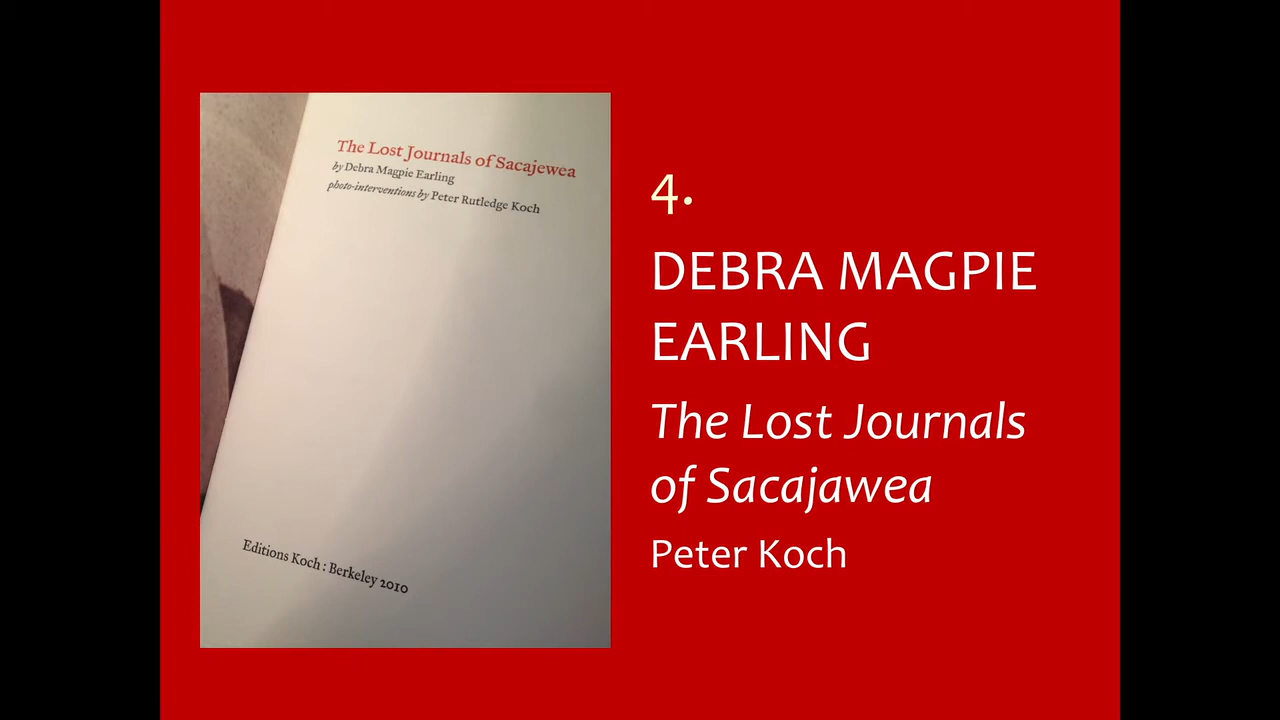 The Lost Journals of Sacajewea
by Debra Magpie Earling
photo-interventions by Peter Rutledge Koch
Editions Koch : Berkeley 2010
4.
DEBRA MAGPIE
EARLING
The Lost Journals
of Sacajawea
Peter Koch